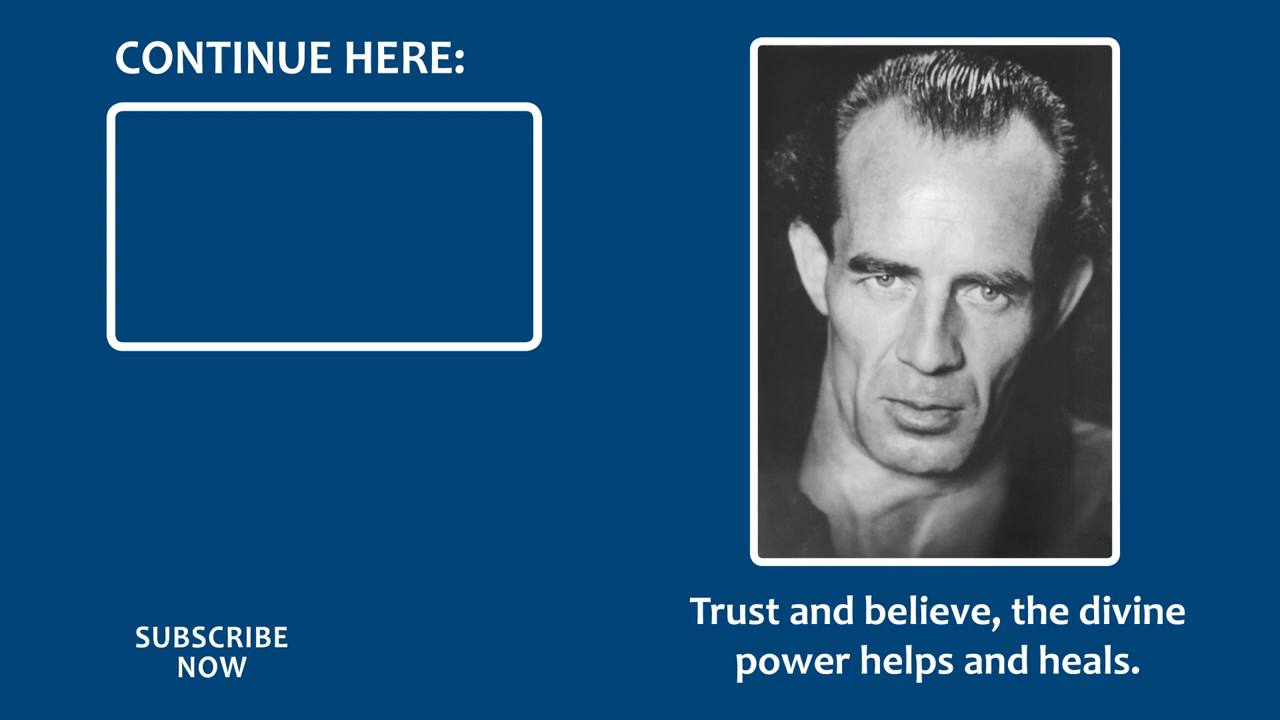 CONTINUE HERE:
SUBSCRIBE
NOW
Trust and believe, the divine
power helps and heals.